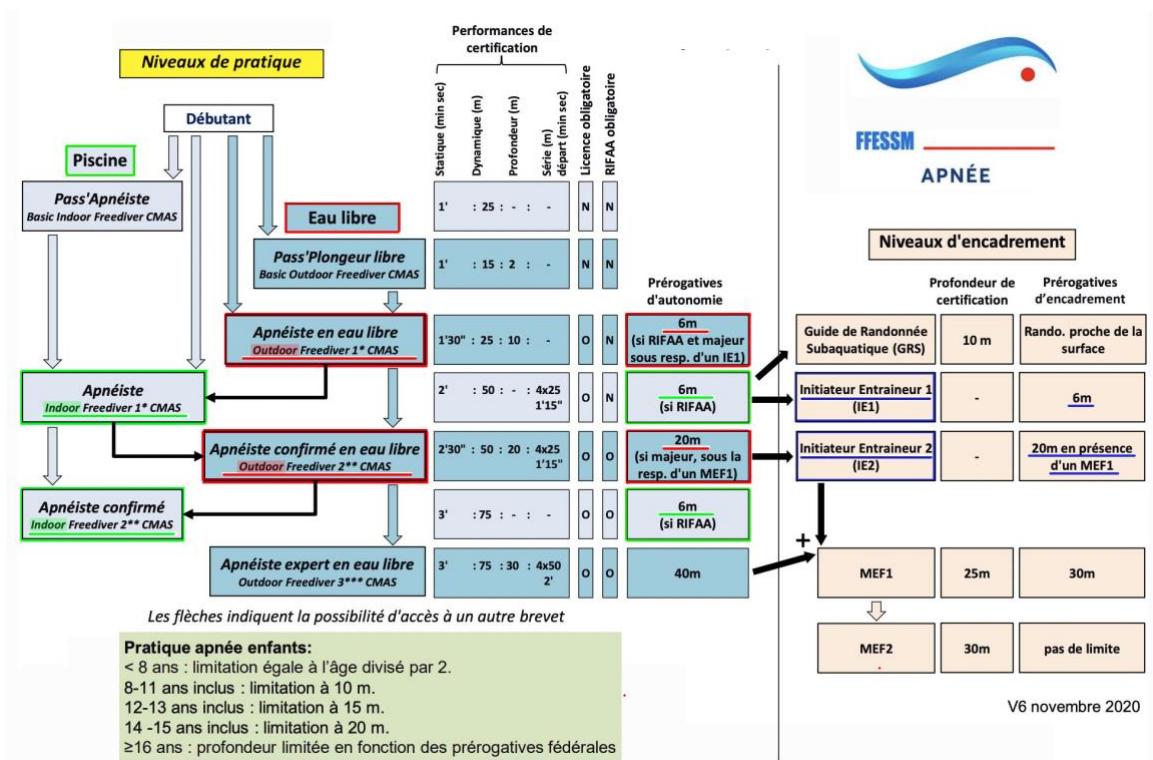 Performances de
certification
Niveaux de pratique
Statique (min sec)
Dynamique (m)
Profondeur (m)
Série (m)
départ (min sec)
Licence obligatoire
RIFAA obligatoire
Débutant
Piscine
FFESSM
APNÉE
Pass'Apnéiste
Basic Indoor Freediver CMAS
1' : 25 : - : - N N
Eau libre
Niveaux d'encadrement
Pass'Plongeur libre
Basic Outdoor Freediver CMAS
1' : 15 : 2 : - N N
Prérogatives
d'autonomie
Profondeur de
certification
Prérogatives
d'encadrement
Apnéiste en eau libre
Outdoor Freediver 1* CMAS
1'30" : 25 : 10 : - O N
6m
(si RIFAA et majeur
sous resp. d'un IE1)
Guide de Randonnée
Subaquatique (GRS)
10 m
Rando. proche de la
surface
Apnéiste
Indoor Freediver 1* CMAS
2' : 50 : - : 4x25
1'15"
O N
6m
(si RIFAA)
Initiateur Entraineur 1
(IE1)
-
6m
Apnéiste confirmé en eau libre
Outdoor Freediver 2** CMAS
2'30" : 50 : 20 : 4x25
1'15"
O O
20m
(si majeur, sous la
resp. d'un MEF1)
Initiateur Entraineur 2
(IE2)
-
20m en présence
d'un MEF1
Apnéiste confirmé
Indoor Freediver 2** CMAS
3' : 75 : - : - O O
6m
(si RIFAA)
+
Apnéiste expert en eau libre
Outdoor Freediver 3*** CMAS
3' : 75 : 30 : 4x50
2'
O O
40m
MEF1
25m
30m
Les flèches indiquent la possibilité d'accès à un autre brevet
MEF2
30m
pas de limite
Pratique apnée enfants:
< 8 ans : limitation égale à l'âge divisé par 2.
8-11 ans inclus : limitation à 10 m.
12-13 ans inclus : limitation à 15 m.
14 -15 ans inclus : limitation à 20 m.
≥16 ans : profondeur limitée en fonction des prérogatives fédérales
V6 novembre 2020